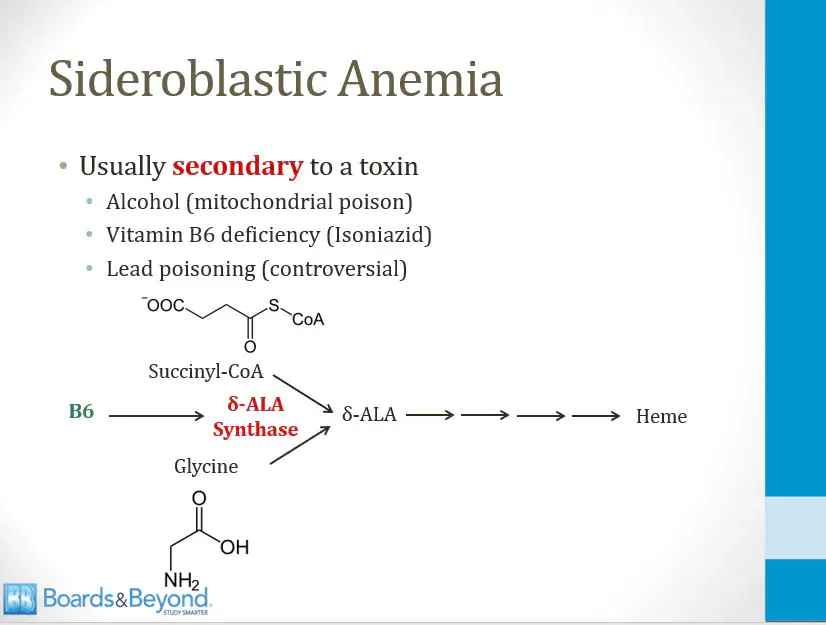 Sideroblastic Anemia
• Usually secondary to a toxin
• Alcohol (mitochondrial poison)
• Vitamin B6 deficiency (Isoniazid)
• Lead poisoning (controversial)
⁻OOC
S
CoA
O
Succinyl-CoA
B6
δ-ALA
Synthase
δ-ALA
Heme
Glycine
O
OH
NH₂
BB Boards&Beyond.
STUDY SMARTER